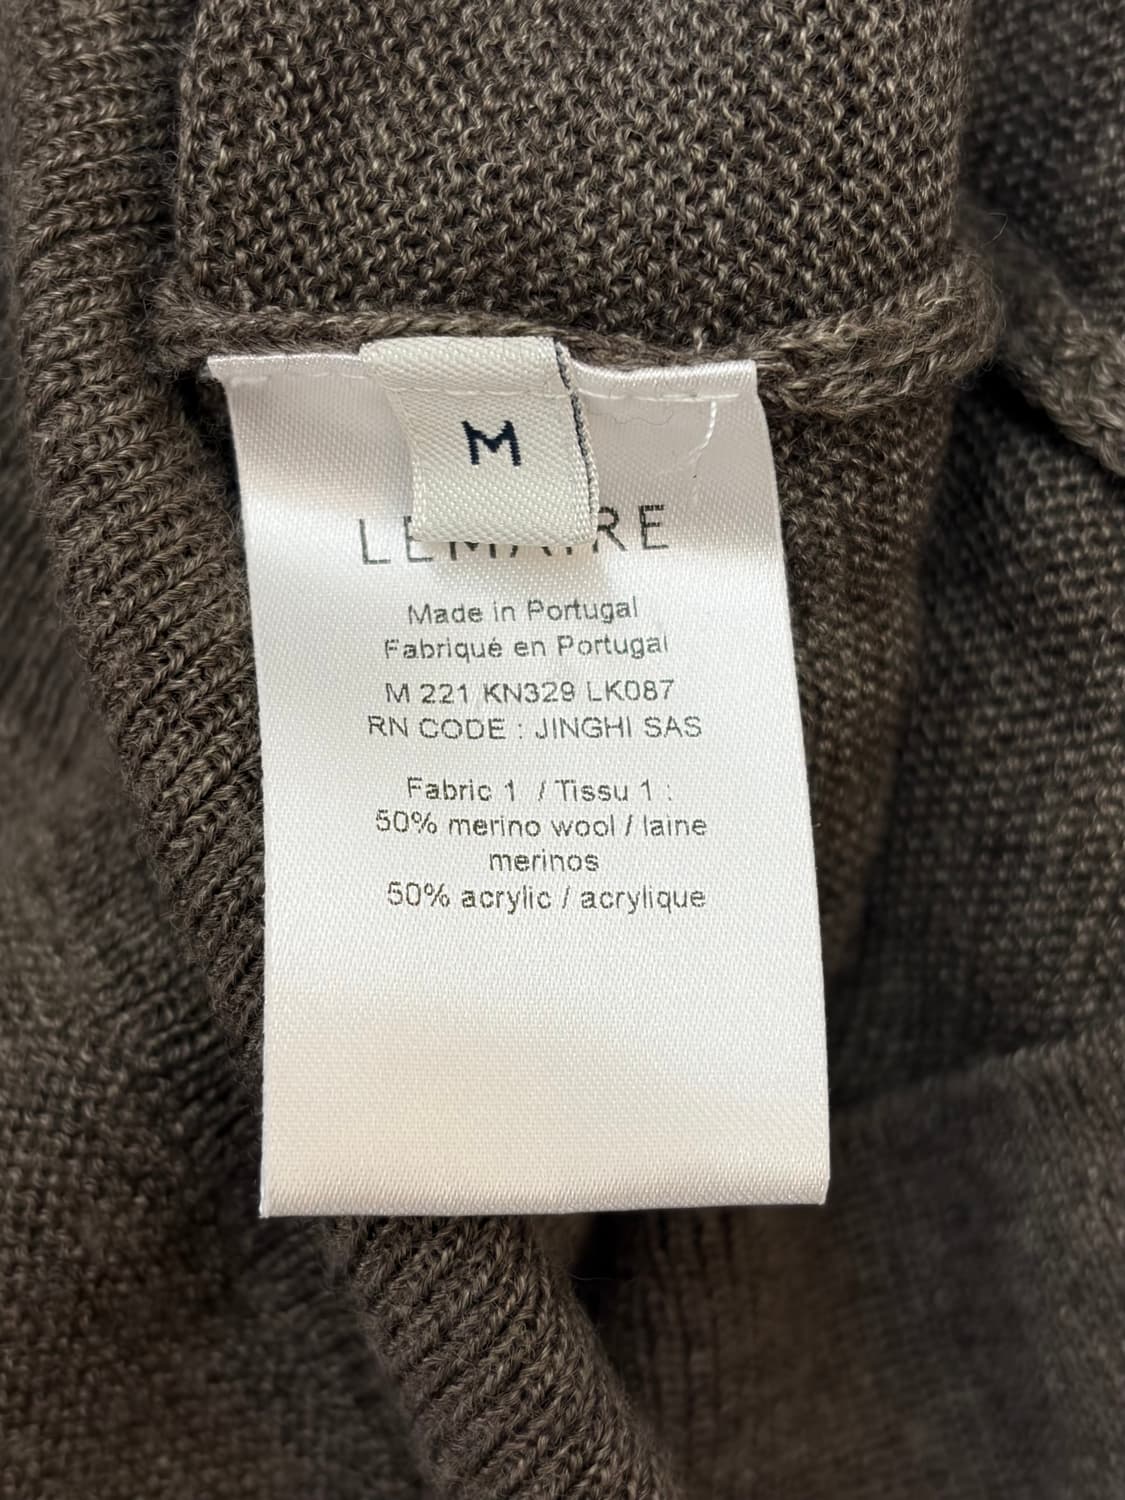 M
LEMAIRE
Made in Portugal
Fabriqué en Portugal
M 221 KN329 LK087
RN CODE : JINGHI SAS
Fabric 1 / Tissu 1 :
50% merino wool / laine
merinos
50% acrylic / acrylique